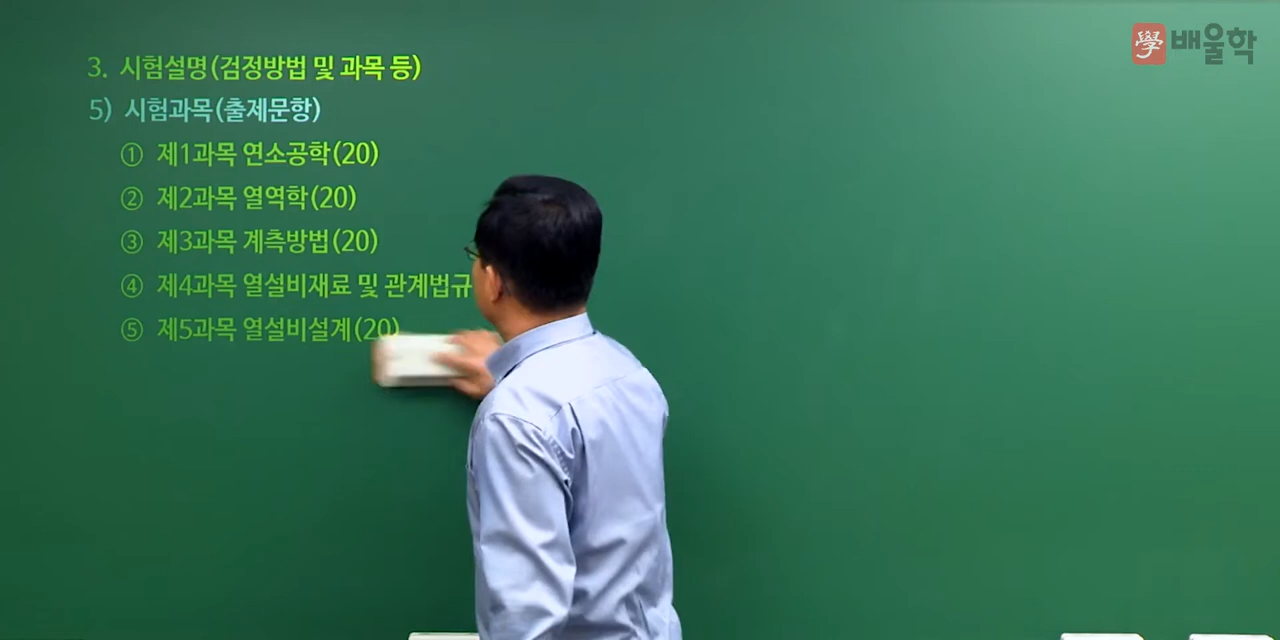 學 배울학
3. 시험설명(검정방법 및 과목 등)
5) 시험과목(출제문항)
① 제1과목 연소공학(20)
② 제2과목 열역학(20)
③ 제3과목 계측방법(20)
④ 제4과목 열설비재료 및 관계법규
⑤ 제5과목 열설비설계(20)